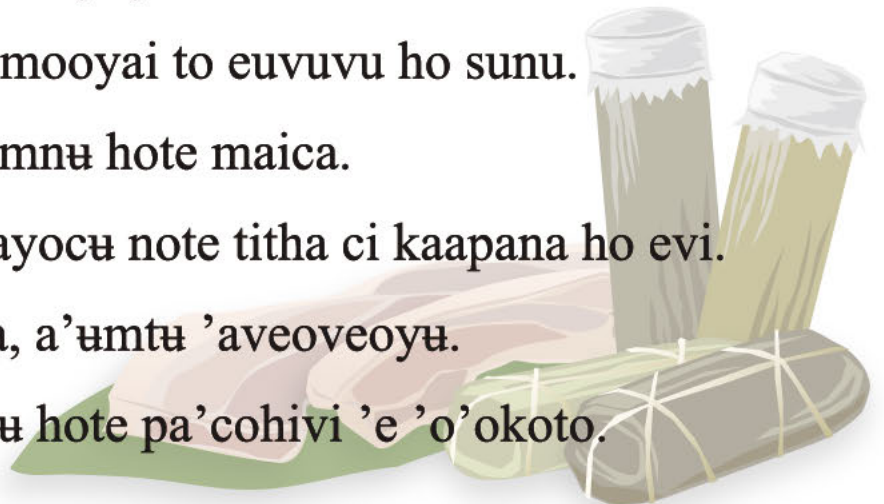 mooyai to euvuvu ho sunu.
mnʉ hote maica.
ayocʉ note titha ci kaapana ho evi.
a, a’ʉmtʉ ’aveoveoyʉ.
ʉ hote pa’cohivi ’e ’o’okoto.